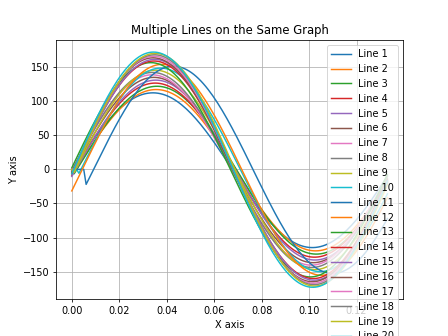 Multiple Lines on the Same Graph
Y axis
150
100
50
0
−50
−100
−150
0.00
0.02
0.04
0.06
0.08
0.10
X axis
Line 1
Line 2
Line 3
Line 4
Line 5
Line 6
Line 7
Line 8
Line 9
Line 10
Line 11
Line 12
Line 13
Line 14
Line 15
Line 16
Line 17
Line 18
Line 19
Line 20